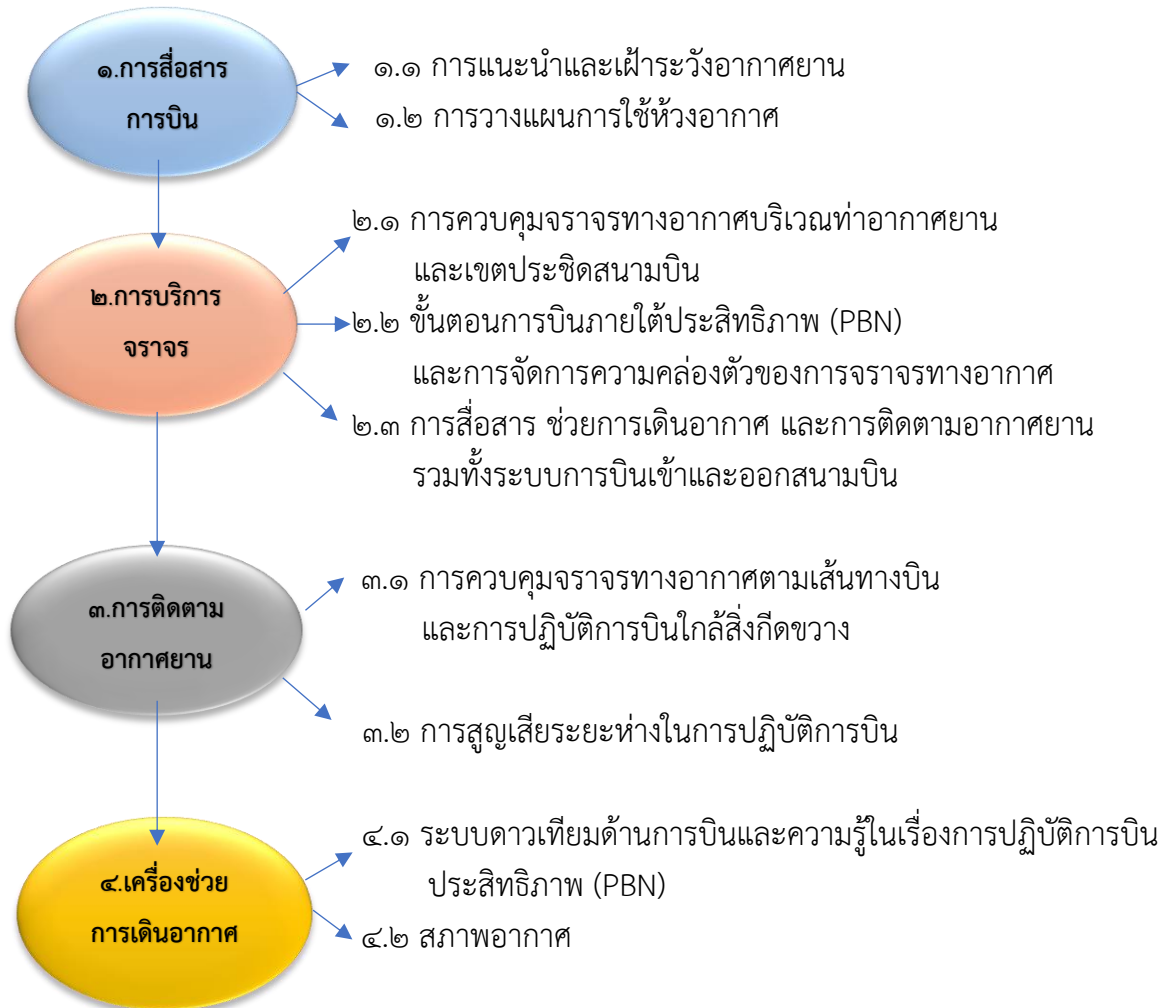 ๑.การสื่อสาร
การบิน
๑.๑ การแนะนำและเฝ้าระวังอากาศยาน
๑.๒ การวางแผนการใช้ห้วงอากาศ
๒.การบริการ
จราจร
๒.๑ การควบคุมจราจรทางอากาศบริเวณท่าอากาศยาน
และเขตประชิดสนามบิน
๒.๒ ขั้นตอนการบินภายใต้ประสิทธิภาพ (PBN)
และการจัดการความคล่องตัวของการจราจรทางอากาศ
๒.๓ การสื่อสาร ช่วยการเดินอากาศ และการติดตามอากาศยาน
รวมทั้งระบบการบินเข้าและออกสนามบิน
๓.การติดตาม
อากาศยาน
๓.๑ การควบคุมจราจรทางอากาศตามเส้นทางบิน
และการปฏิบัติการบินใกล้สิ่งกีดขวาง
๓.๒ การสูญเสียระยะห่างในการปฏิบัติการบิน
๔.เครื่องช่วย
การเดินอากาศ
๔.๑ ระบบดาวเทียมด้านการบินและความรู้ในเรื่องการปฏิบัติการบิน
ประสิทธิภาพ (PBN)
๔.๒ สภาพอากาศ